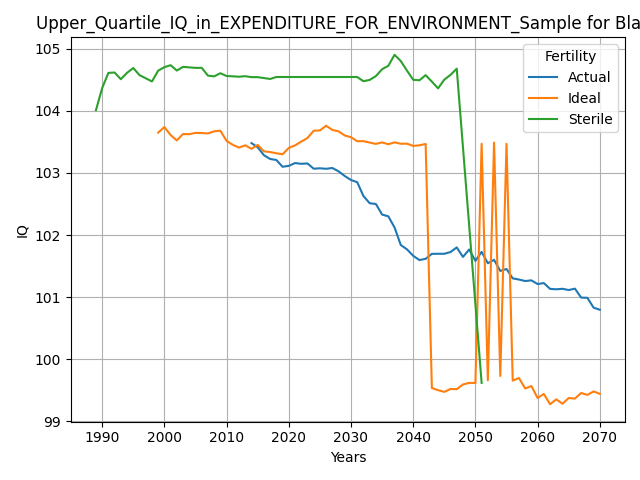 Upper_Quartile_IQ_in_EXPENDITURE_FOR_ENVIRONMENT_Sample for Bla
105
104
103
102
101
100
99
IQ
Fertility
Actual
Ideal
Sterile
1990 2000 2010 2020 2030 2040 2050 2060 2070
Years